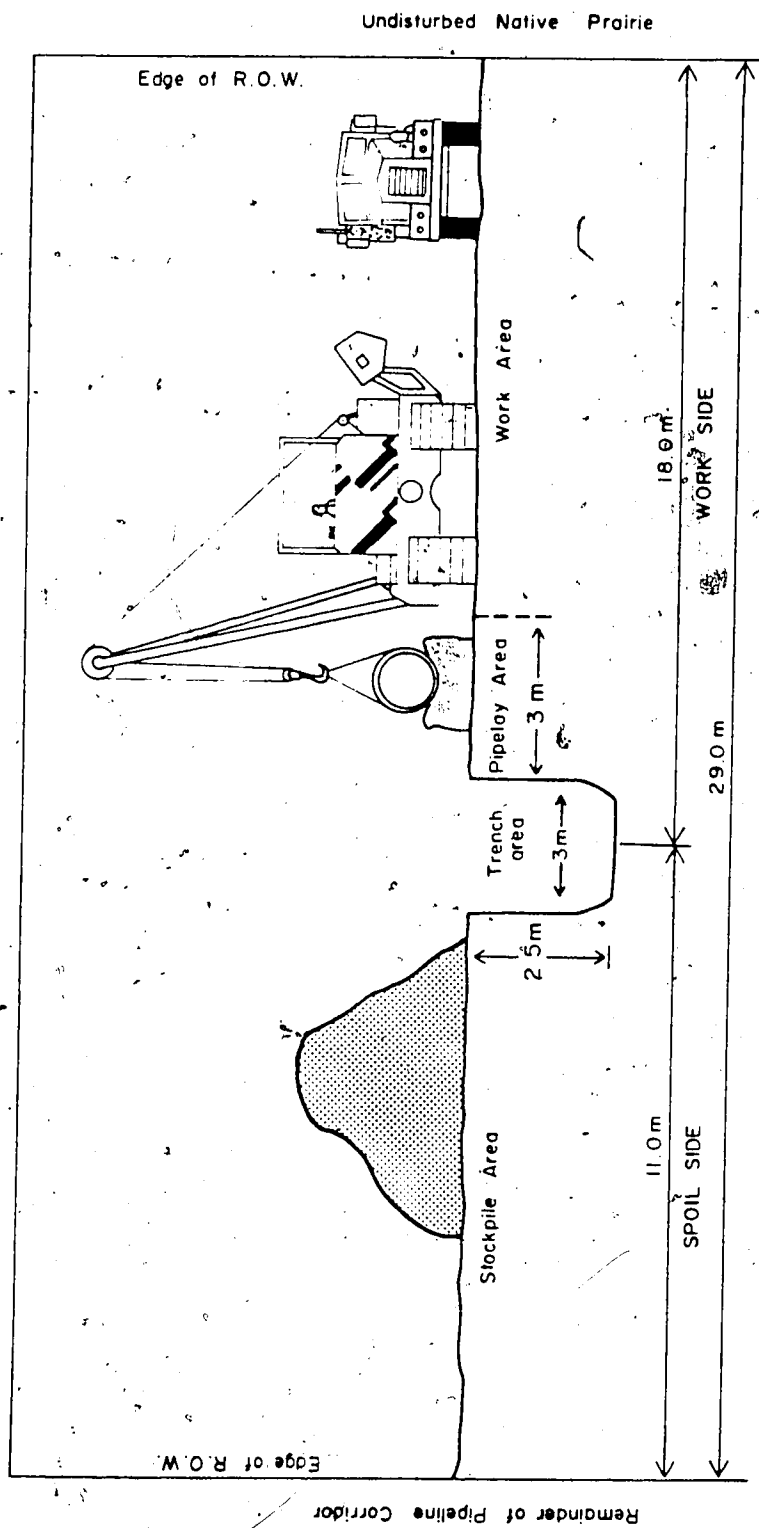 Undisturbed Native Prairie
Edge of R.O.W.
Work Area
Pipelay Area
3 m
Trench
area
3m
2 5m
Stockpile Area
18.0 m
WORK SIDE
29.0 m
11.0 m
SPOIL SIDE
Edge of R.O.W.
Remainder of Pipeline Corridor